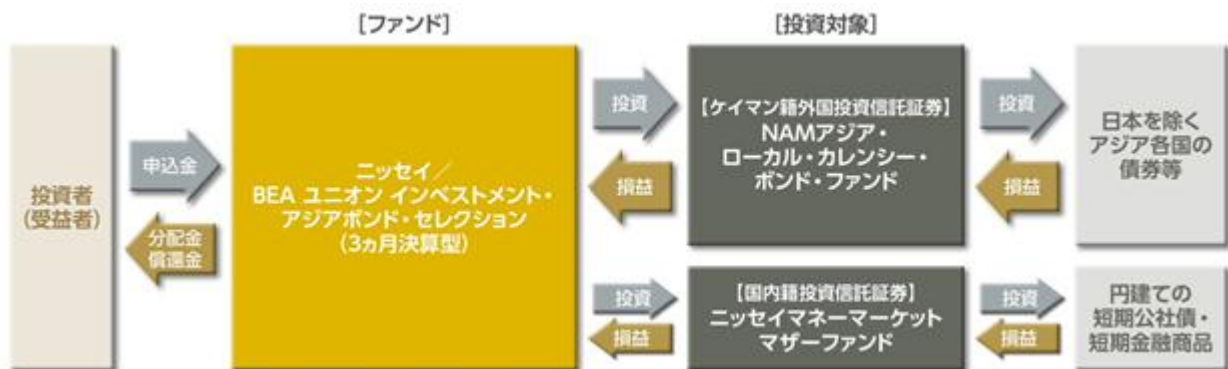 [ファンド]
[投資対象]
投資者
(受益者)
申込金
分配金
償還金
ニッセイ／
BEA ユニオン インベストメント・
アジアボンド・セレクション
(3ヵ月決算型)
投資
損益
【ケイマン籍外国投資信託証券】
NAMアジア・
ローカル・カレンシー・
ボンド・ファンド
投資
損益
日本を除く
アジア各国の
債券等
投資
損益
【国内籍投資信託証券】
ニッセイマネーマーケット
マザーファンド
投資
損益
円建ての
短期公社債・
短期金融商品